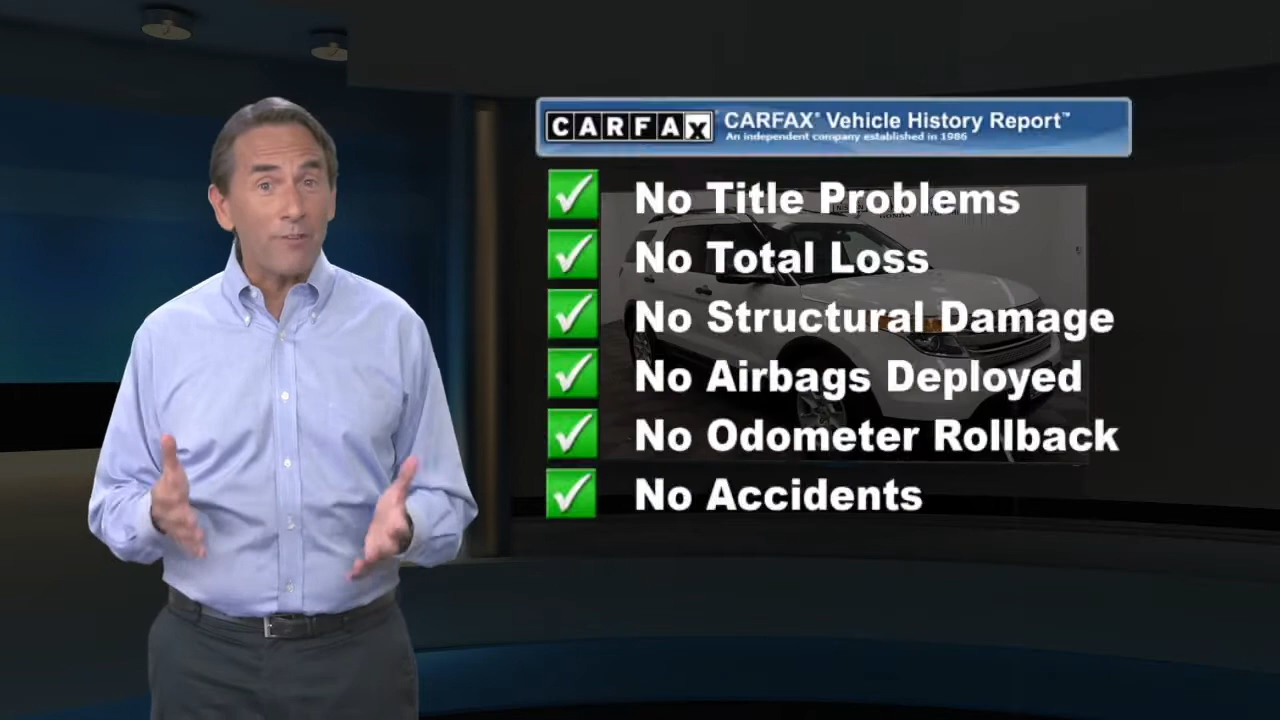 CARFAX CARFAX® Vehicle History Report™
An independent company established in 1986
No Title Problems
No Total Loss
No Structural Damage
No Airbags Deployed
No Odometer Rollback
No Accidents
HONDA